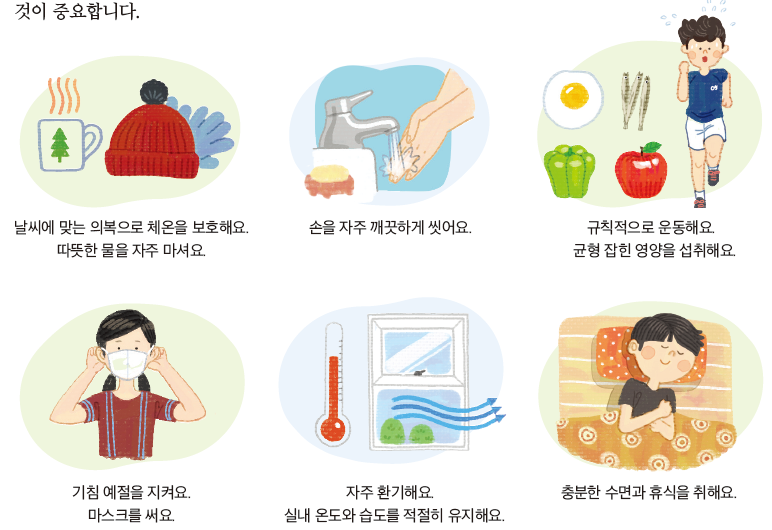 것이 중요합니다.
날씨에 맞는 의복으로 체온을 보호해요.
따뜻한 물을 자주 마셔요.
손을 자주 깨끗하게 씻어요.
규칙적으로 운동해요.
균형 잡힌 영양을 섭취해요.
기침 예절을 지켜요.
마스크를 써요.
자주 환기해요.
실내 온도와 습도를 적절히 유지해요.
충분한 수면과 휴식을 취해요.